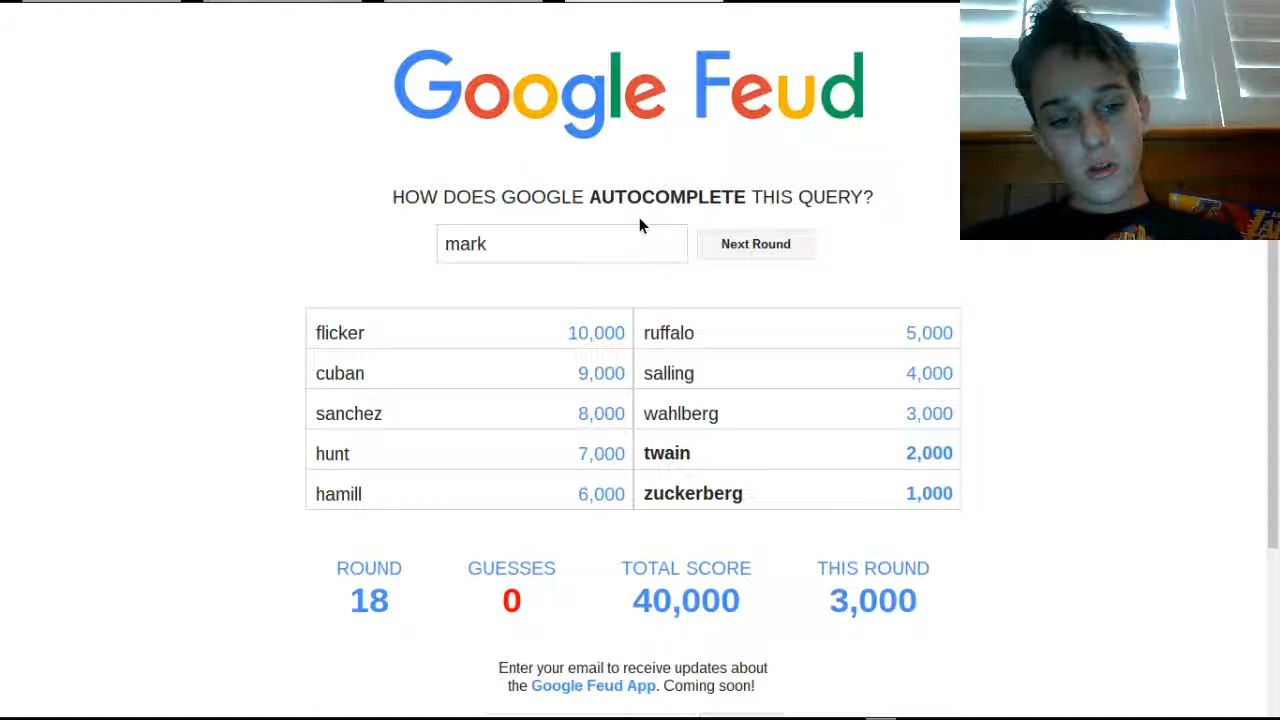 Google Feud
HOW DOES GOOGLE AUTOCOMPLETE THIS QUERY?
mark
Next Round
flicker 10,000 ruffalo 5,000
cuban 9,000 salling 4,000
sanchez 8,000 wahlberg 3,000
hunt 7,000 twain 2,000
hamill 6,000 zuckerberg 1,000
ROUND GUESSES TOTAL SCORE THIS ROUND
18 0 40,000 3,000
Enter your email to receive updates about
the Google Feud App. Coming soon!